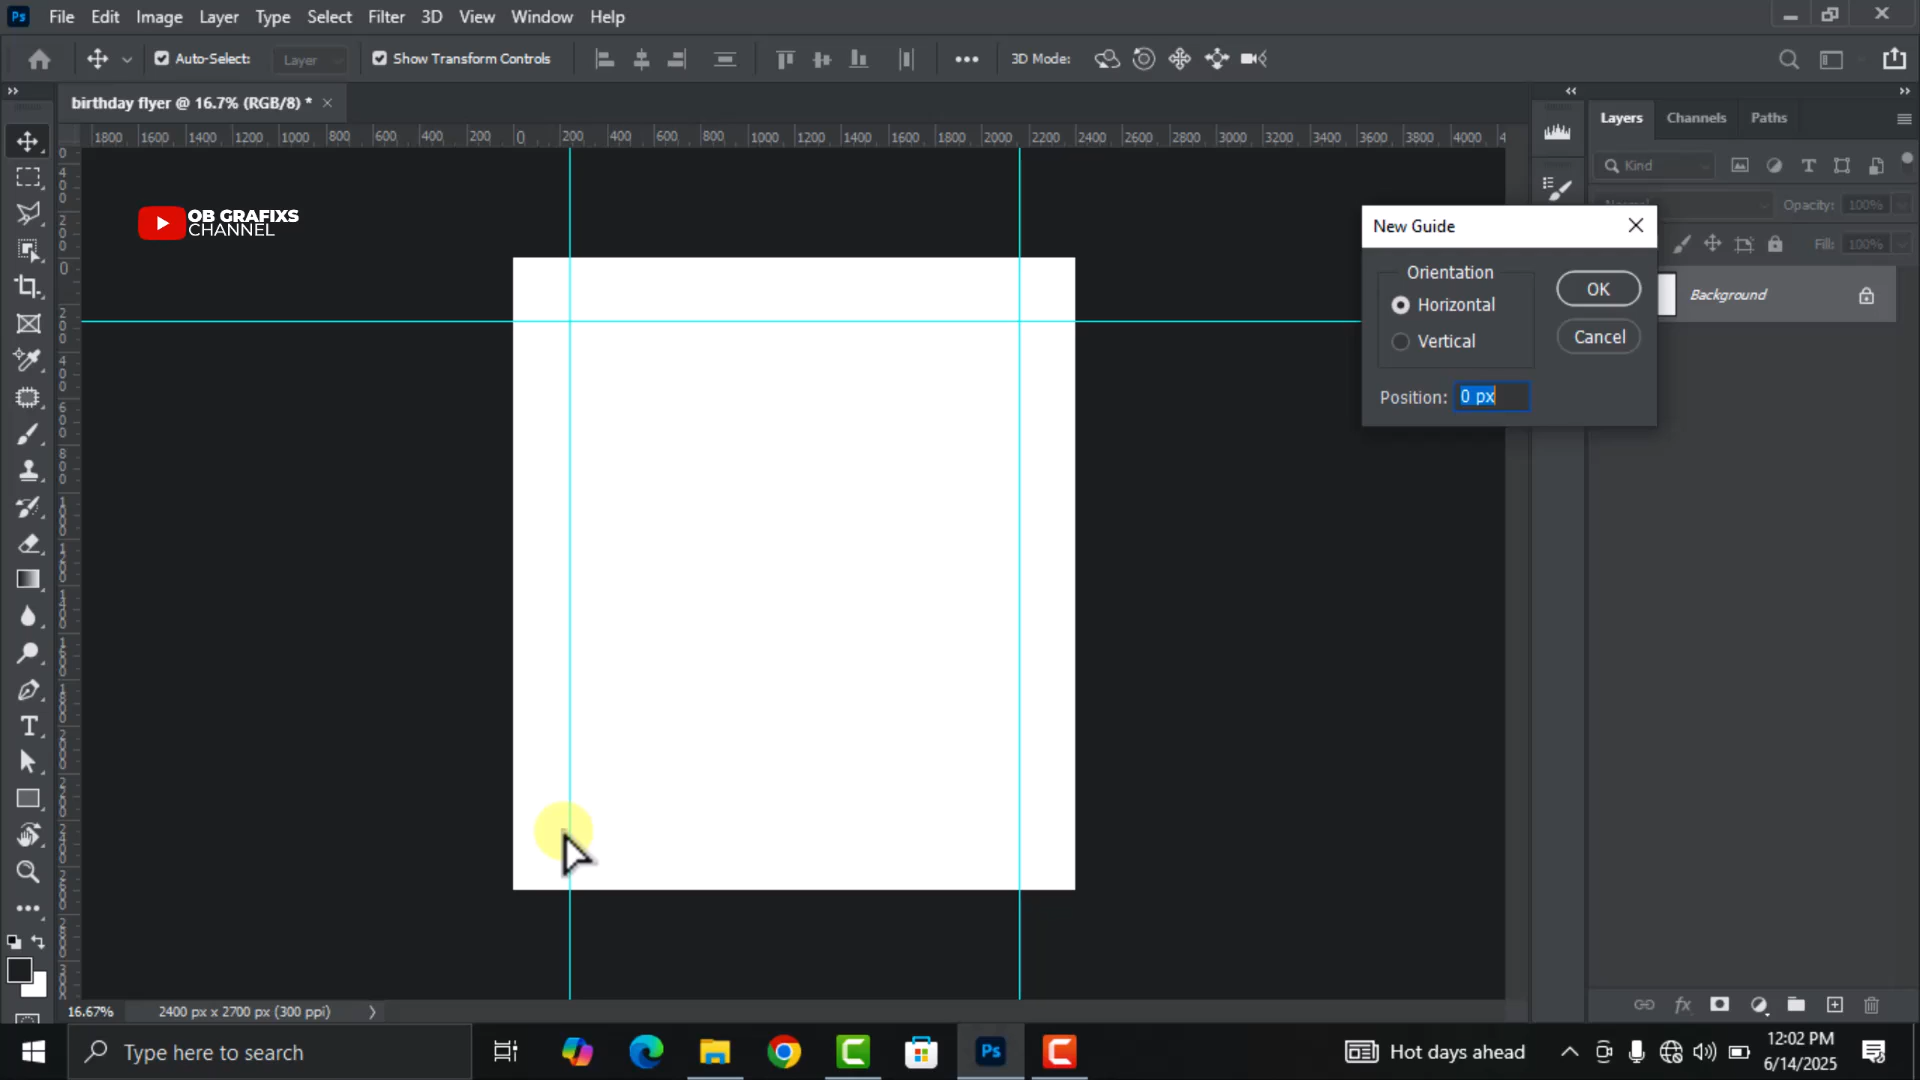 Ps File Edit Image Layer Type Select Filter 3D View Window Help
Auto-Select: Layer Show Transform Controls 3D Mode:
birthday flyer @ 16.7% (RGB/8) * ×
Layers Channels Paths
1800 1600 1400 1200 1000 800 600 400 200 0 200 400 600 800 1000 1200 1400 1600 1800 2000 2200 2400 2600 2800 3000 3200 3400 3600 3800 4000 4
Kind
Opacity: 100%
OB GRAFIXS
CHANNEL
New Guide
Fill: 100%
Orientation
Horizontal
Vertical
OK
Cancel
Position: 0 px
Background
16.67% 2400 px x 2700 px (300 ppi)
Type here to search
Ps
Hot days ahead
12:02 PM
6/14/2025